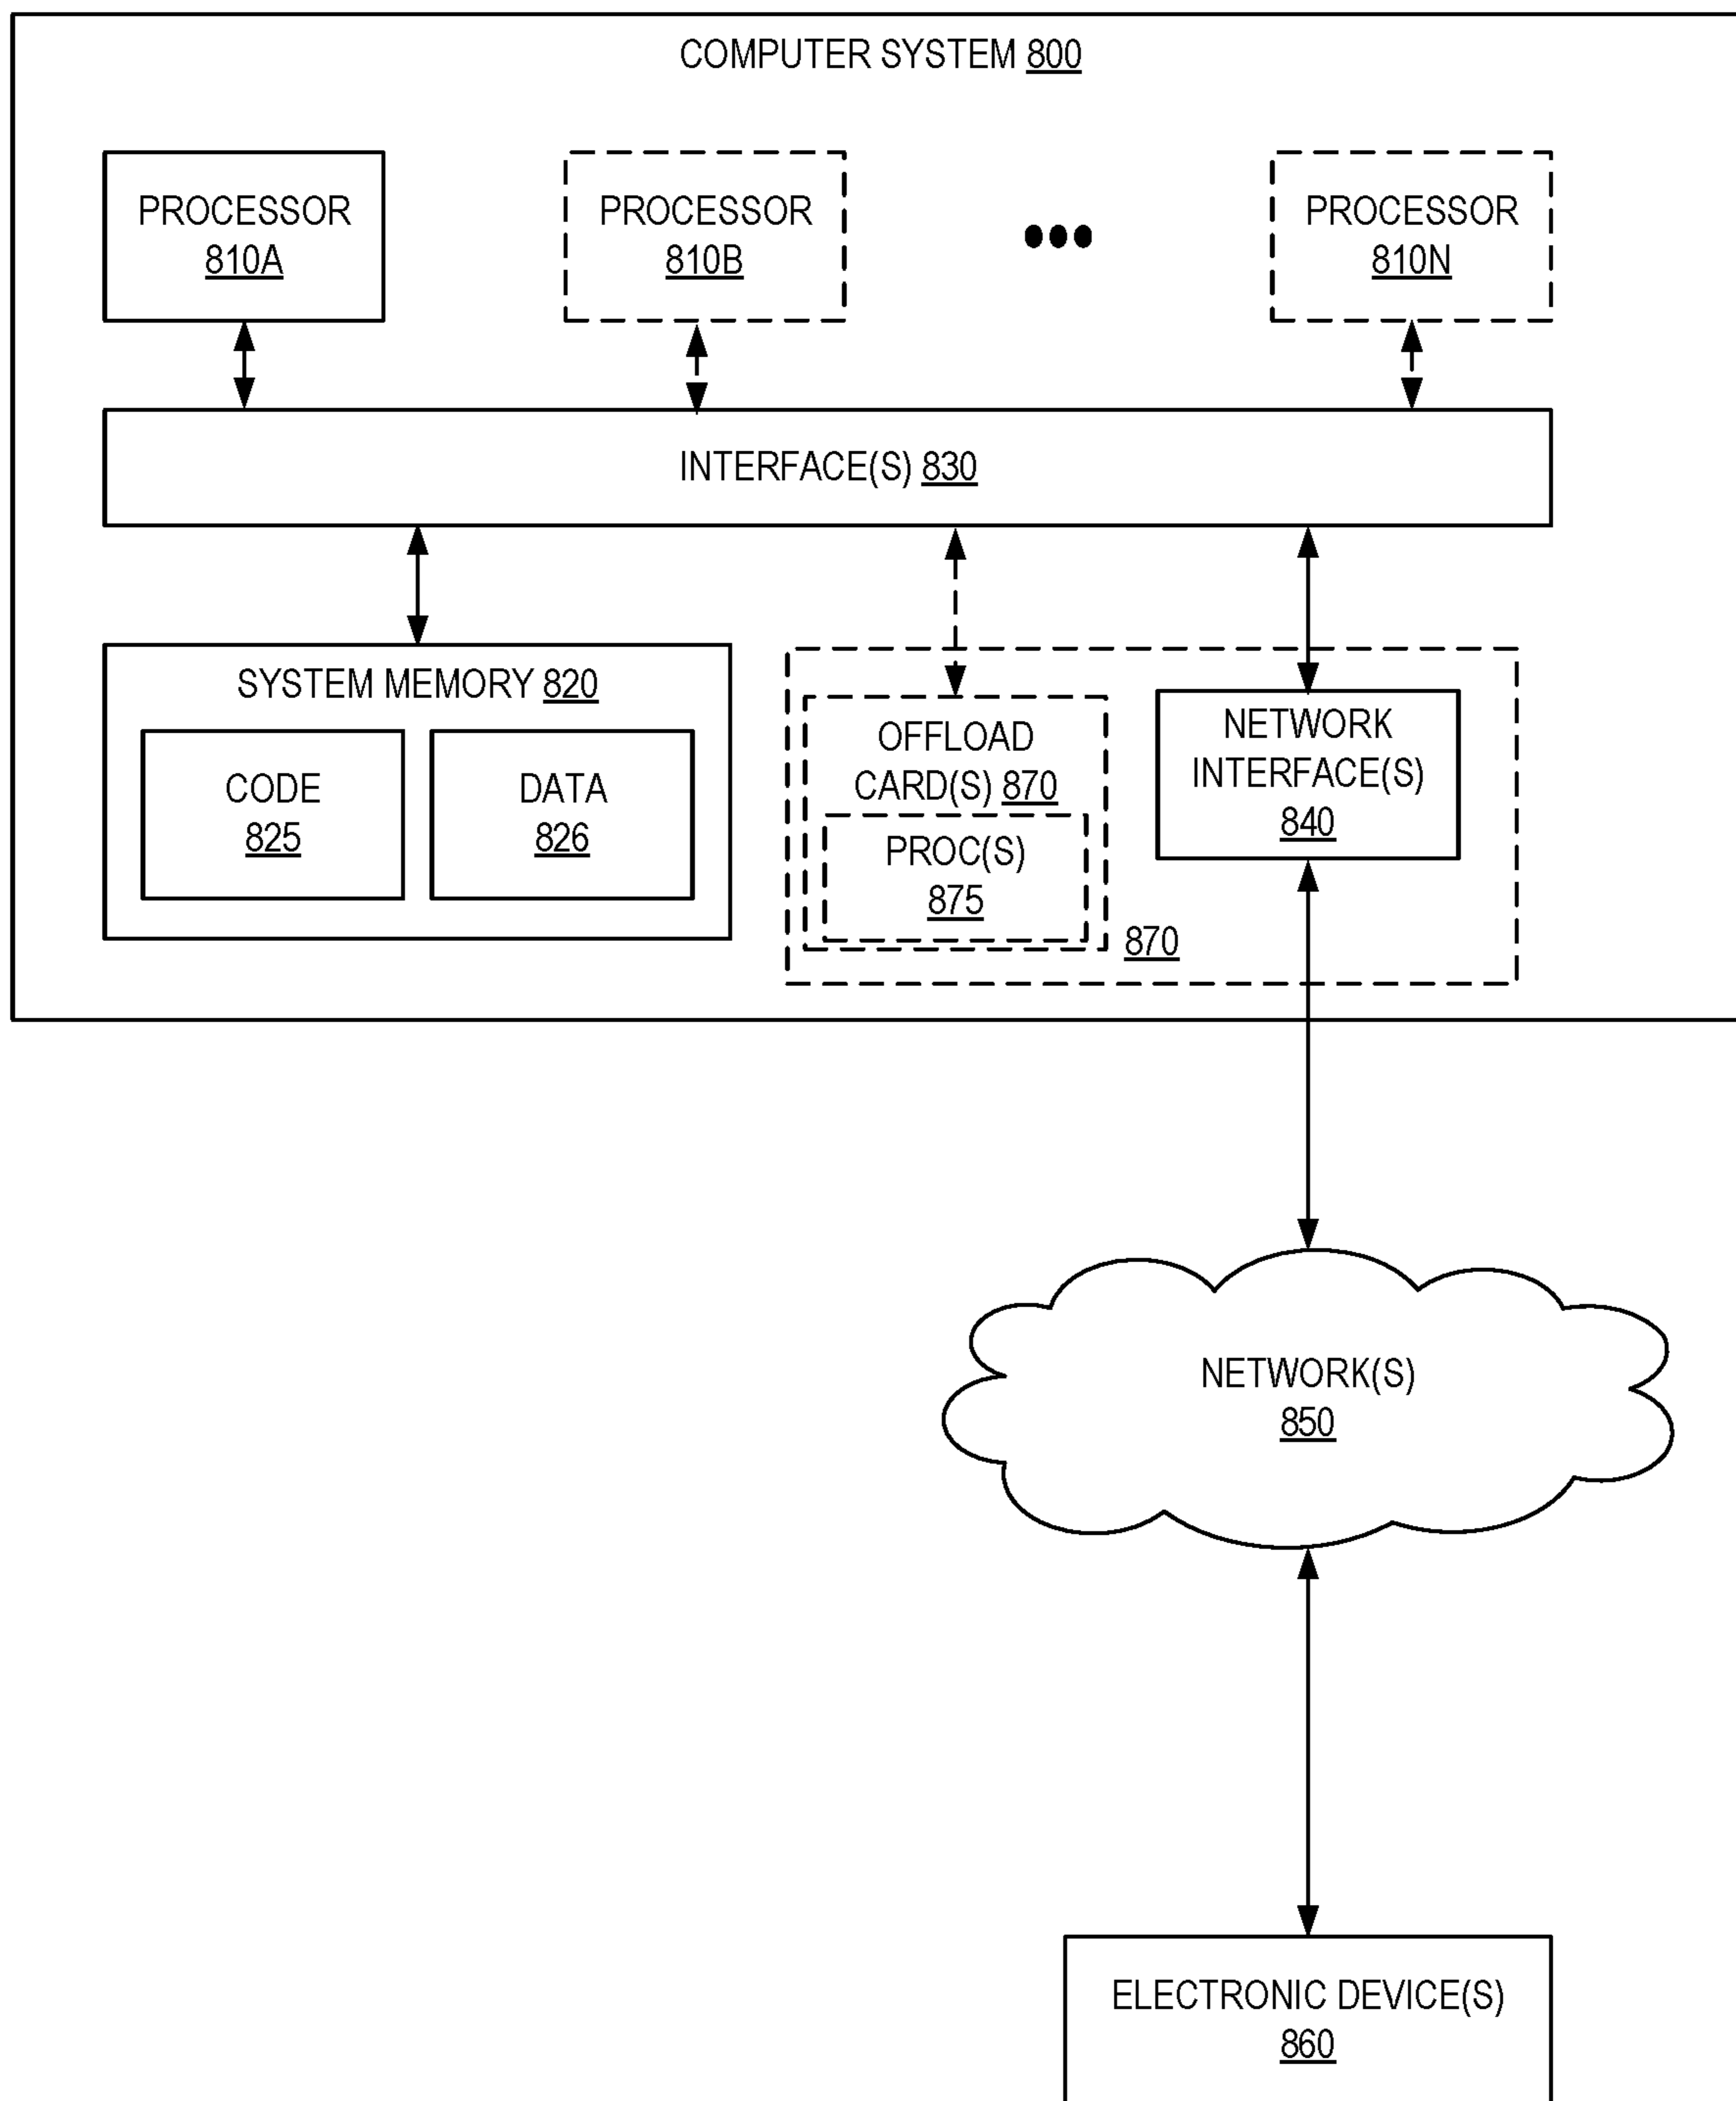 COMPUTER SYSTEM 800
PROCESSOR
810A
PROCESSOR
810B
PROCESSOR
810N
INTERFACE(S) 830
SYSTEM MEMORY 820
CODE
825
DATA
826
OFFLOAD
CARD(S) 870
PROC(S)
875
870
NETWORK
INTERFACE(S)
840
NETWORK(S)
850
ELECTRONIC DEVICE(S)
860